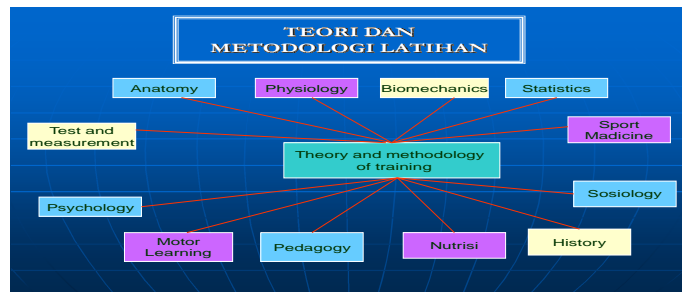 TEORI DAN
METODOLOGI LATIHAN
Anatomy
Physiology
Biomechanics
Statistics
Test and
measurement
Sport
Madicine
Theory and methodology
of training
Psychology
Sosiology
Motor
Learning
Pedagogy
Nutrisi
History